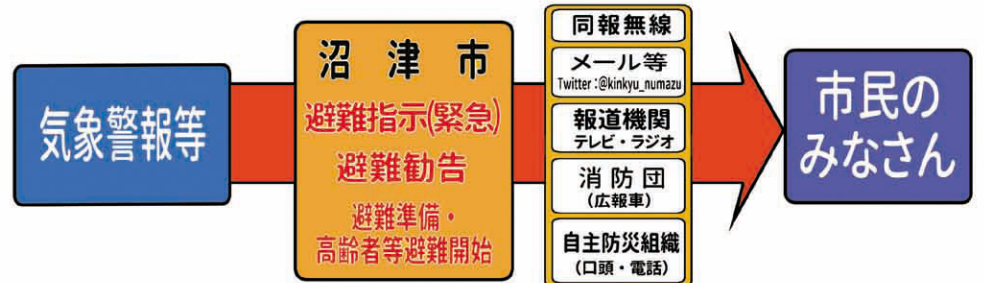 気象警報等
沼津市
避難指示(緊急)
避難勧告
避難準備・
高齢者等避難開始
同報無線
メール等
Twitter:@kinkyu_numazu
報道機関
テレビ・ラジオ
消防団
(広報車)
自主防災組織
(口頭・電話)
市民の
みなさん